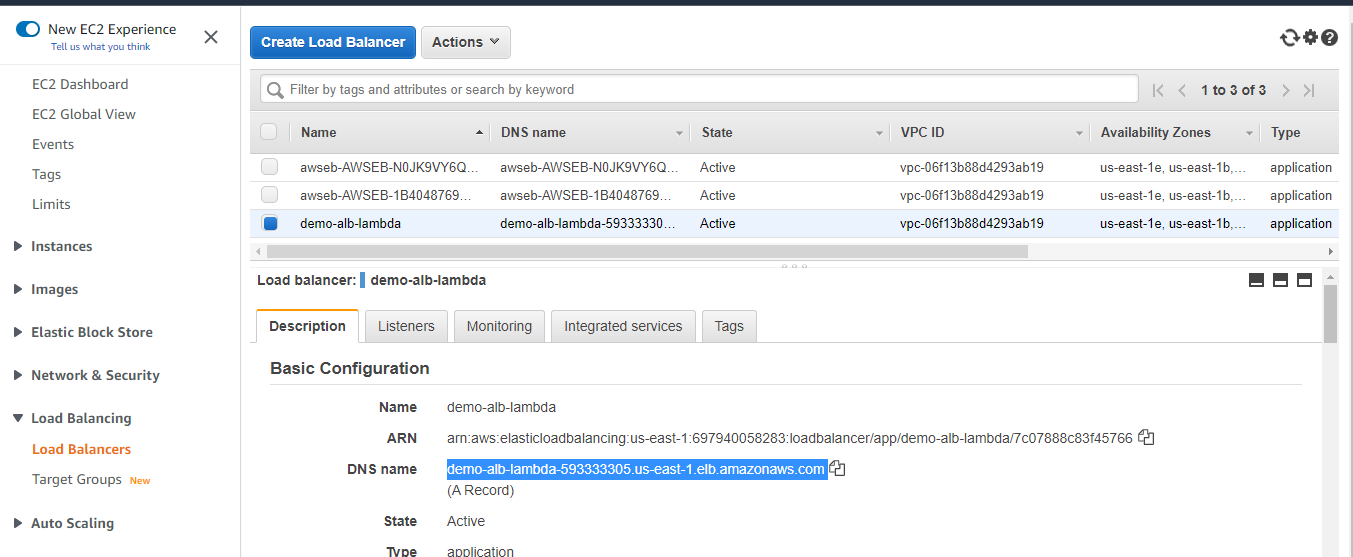 New EC2 Experience
Tell us what you think
EC2 Dashboard
EC2 Global View
Events
Tags
Limits
Instances
Images
Elastic Block Store
Network & Security
Load Balancing
Load Balancers
Target Groups New
Auto Scaling
Create Load Balancer Actions
Filter by tags and attributes or search by keyword 1 to 3 of 3
Name DNS name State VPC ID Availability Zones Type
awseb-AWSEB-N0JK9VY6Q... awseb-AWSEB-N0JK9VY6Q... Active vpc-06f13b88d4293ab19 us-east-1e, us-east-1b,... application
awseb-AWSEB-1B4048769... awseb-AWSEB-1B4048769... Active vpc-06f13b88d4293ab19 us-east-1e, us-east-1b,... application
demo-alb-lambda demo-alb-lambda-59333330... Active vpc-06f13b88d4293ab19 us-east-1e, us-east-1b,... application
Load balancer: demo-alb-lambda
Description Listeners Monitoring Integrated services Tags
Basic Configuration
Name demo-alb-lambda
ARN arn:aws:elasticloadbalancing:us-east-1:697940058283:loadbalancer/app/demo-alb-lambda/7c07888c83f45766
DNS name demo-alb-lambda-593333305.us-east-1.elb.amazonaws.com
(A Record)
State Active
Type application